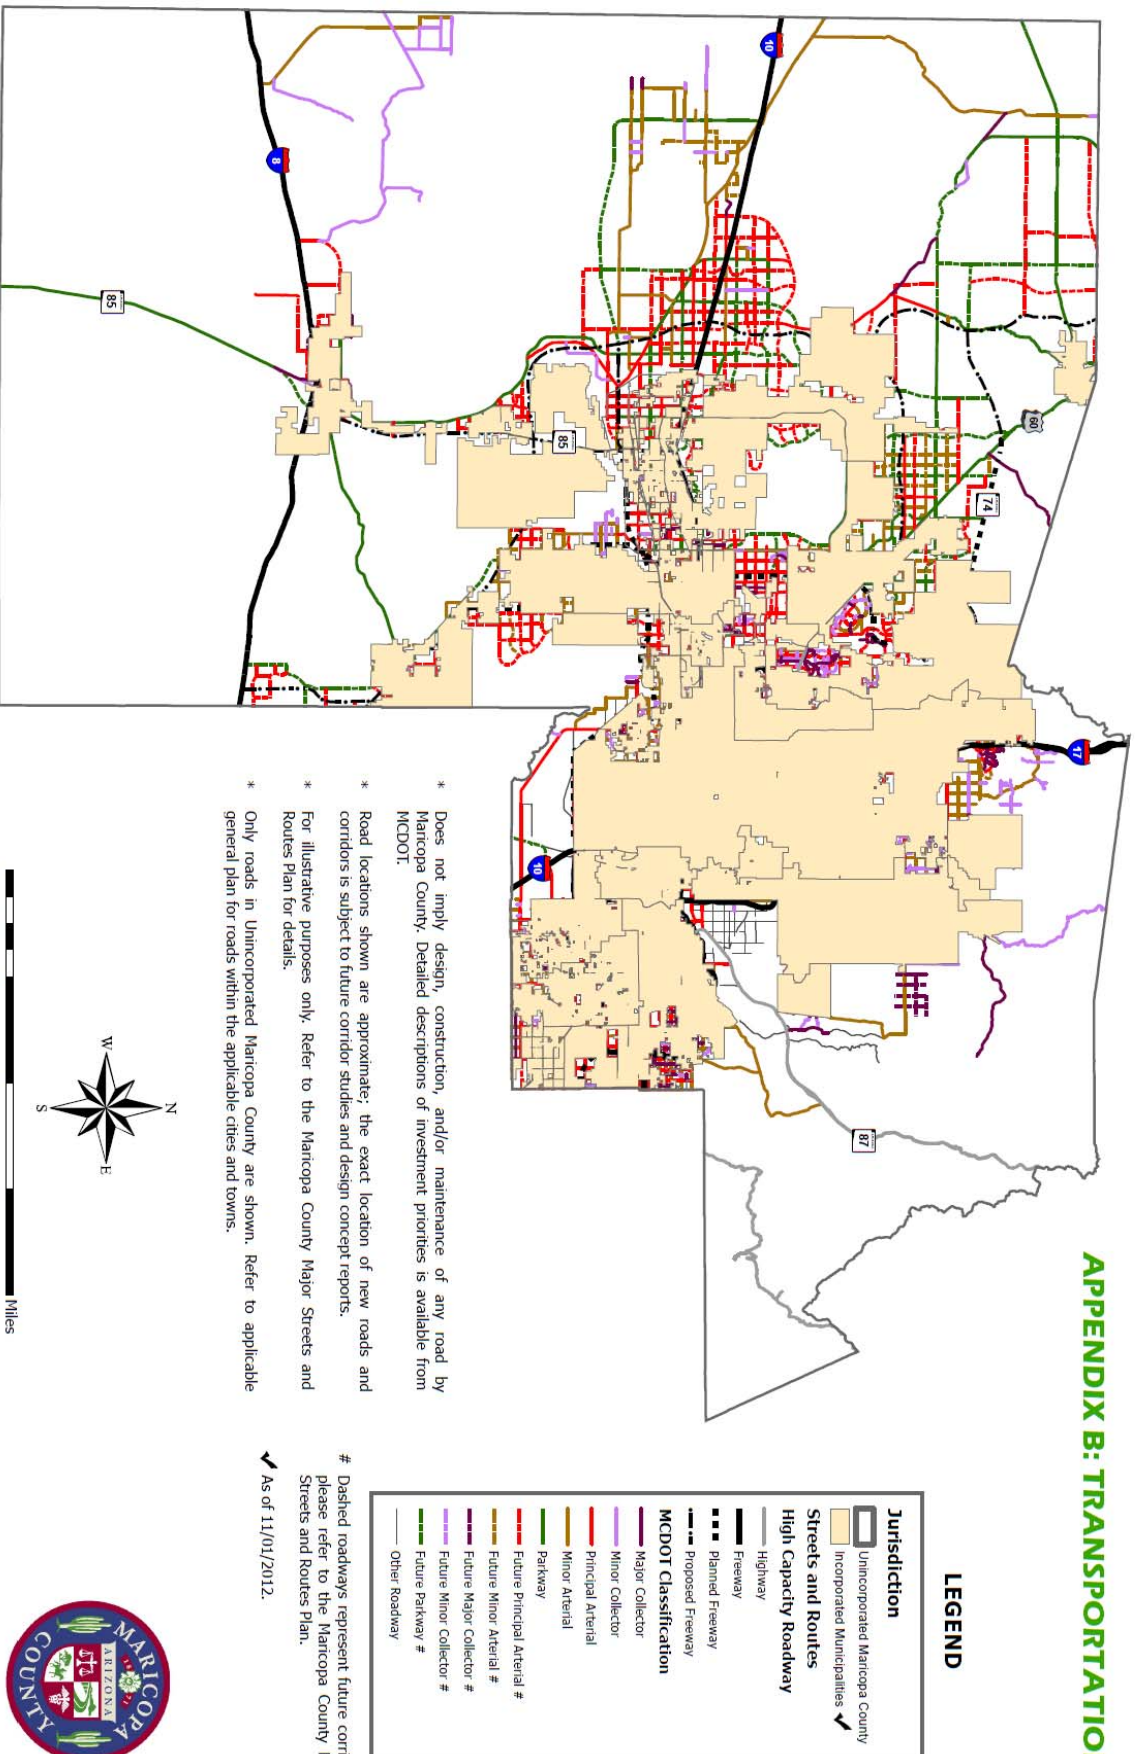 APPENDIX B: TRANSPORTATIO
LEGEND
Jurisdiction
Unincorporated Maricopa County
Incorporated Municipalities ✔
Streets and Routes
High Capacity Roadway
Highway
Freeway
Planned Freeway
Proposed Freeway
MCDOT Classification
Major Collector
Minor Collector
Principal Arterial
Minor Arterial
Parkway
Future Principal Arterial #
Future Minor Arterial #
Future Major Collector #
Future Minor Collector #
Future Parkway #
Other Roadway
# Dashed roadways represent future corri
please refer to the Maricopa County
Streets and Routes Plan.
✔ As of 11/01/2012.
* Does not imply design, construction, and/or maintenance of any road by
Maricopa County. Detailed descriptions of investment priorities is available from
MCDOT.
* Road locations shown are approximate; the exact location of new roads and
corridors is subject to future corridor studies and design concept reports.
* For illustrative purposes only. Refer to the Maricopa County Major Streets and
Routes Plan for details.
* Only roads in Unincorporated Maricopa County are shown. Refer to applicable
general plan for roads within the applicable cities and towns.
N
W
E
S
Miles
10
8
85
85
60
74
17
10
87
MARICOPA
COUNTY
ARIZONA